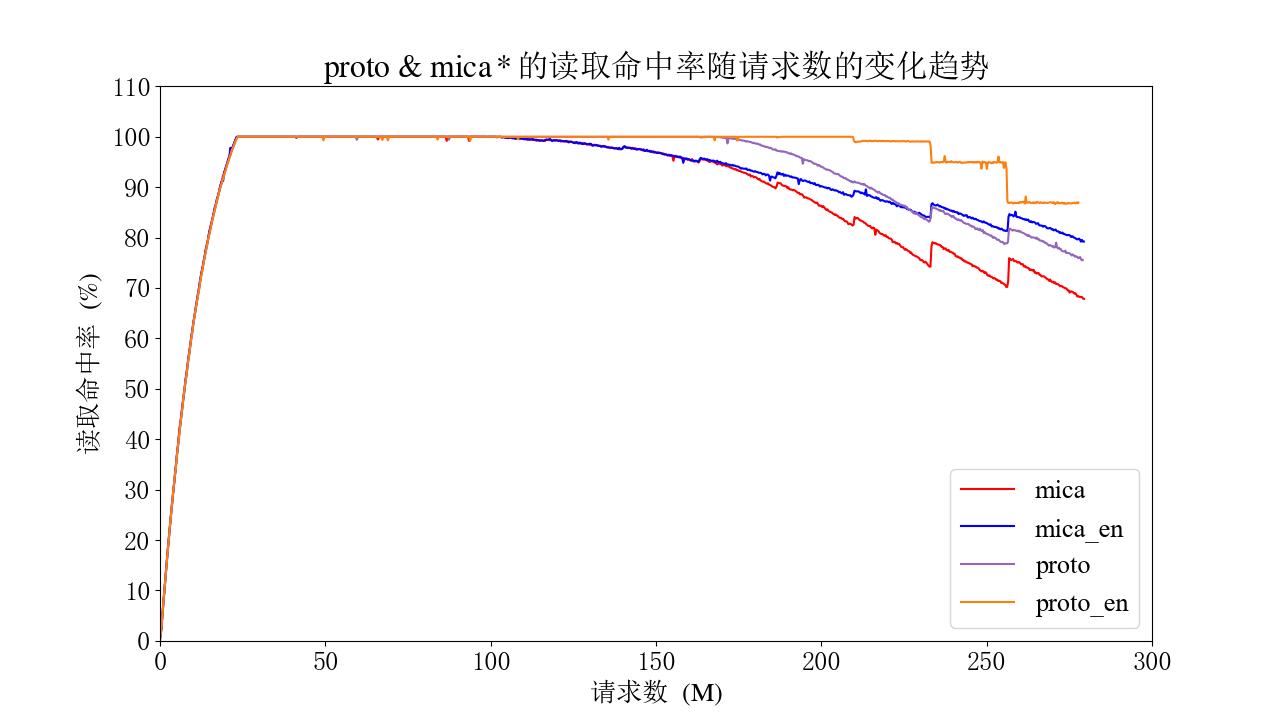 proto & mica * 的读取命中率随请求数的变化趋势
110
100
90
80
70
60
50
40
30
20
10
0
读取命中率 (%)
mica
mica_en
proto
proto_en
0 50 100 150 200 250 300
请求数 (M)